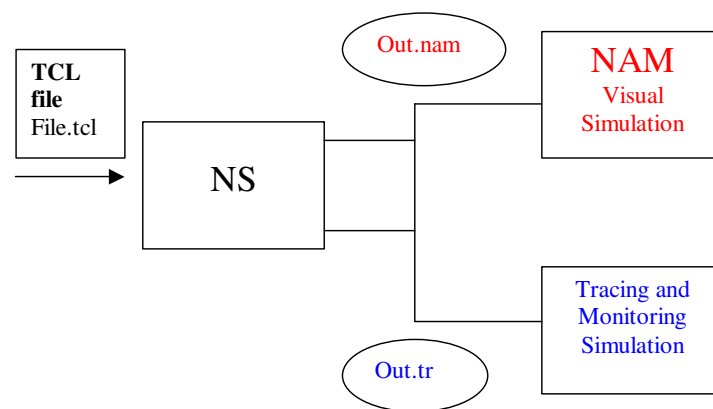 TCL
file
File.tcl
NS
Out.nam
NAM
Visual
Simulation
Out.tr
Tracing and
Monitoring
Simulation